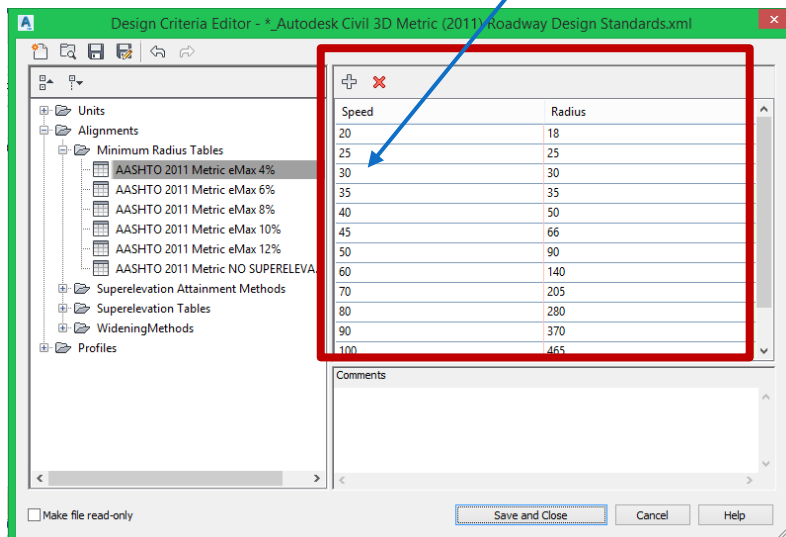 Design Criteria Editor - *_Autodesk Civil 3D Metric (2011) Roadway Design Standards.xml
Units
Alignments
Minimum Radius Tables
AASHTO 2011 Metric eMax 4%
AASHTO 2011 Metric eMax 6%
AASHTO 2011 Metric eMax 8%
AASHTO 2011 Metric eMax 10%
AASHTO 2011 Metric eMax 12%
AASHTO 2011 Metric NO SUPERELEVA
Superelevation Attainment Methods
Superelevation Tables
WideningMethods
Profiles
Speed Radius
20 18
25 25
30 30
35 35
40 50
45 66
50 90
60 140
70 205
80 280
90 370
100 465
Comments
Make file read-only
Save and Close Cancel Help